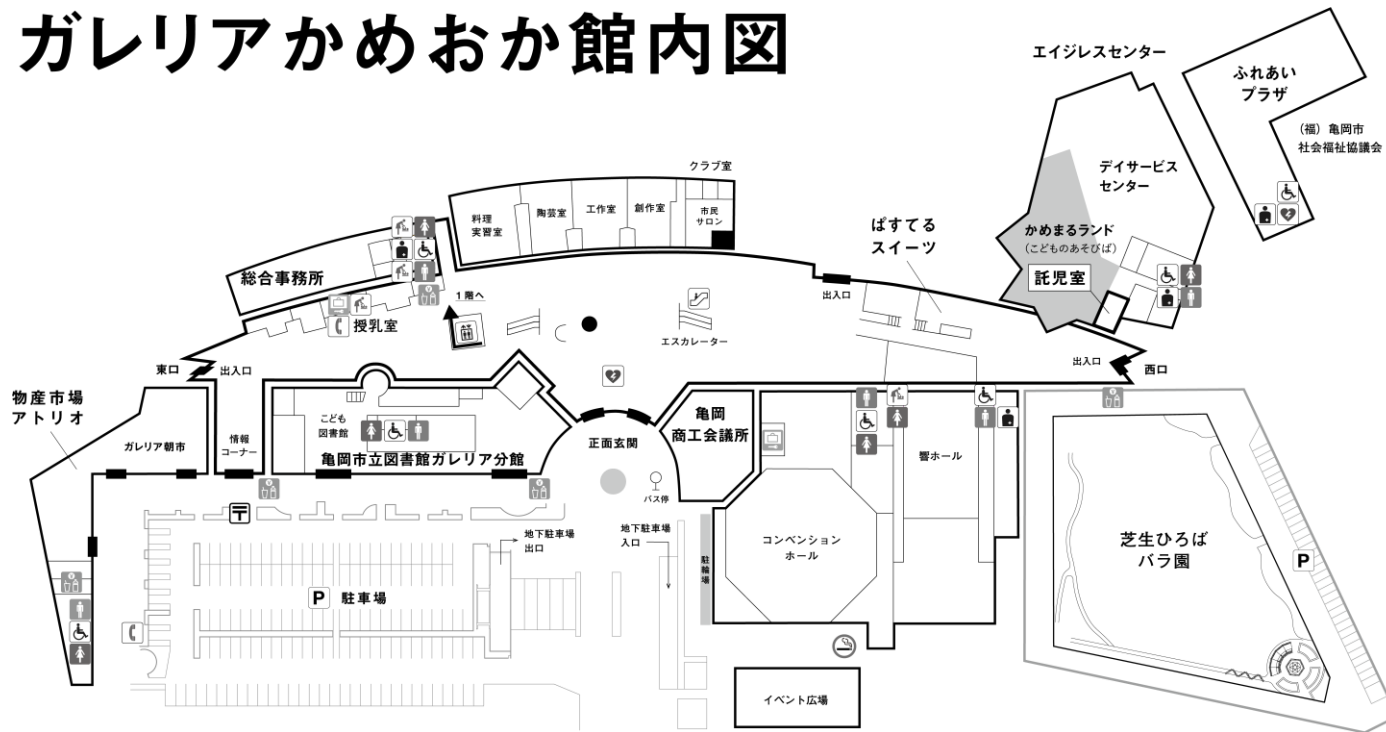 ガレリアかめおか館内図
エイジレスセンター
ふれあい
プラザ
(福)亀岡市
社会福祉協議会
デイサービス
センター
かめまるランド
(こどものあそびば)
託児室
クラブ室
料理
実習室
陶芸室
工作室
創作室
市民
サロン
ぱすてる
スイーツ
総合事務所
授乳室
1階へ
エスカレーター
出入口
出入口
西口
東口
出入口
物産市場
アトリオ
ガレリア朝市
情報
コーナー
こども
図書館
亀岡市立図書館ガレリア分館
正面玄関
バス停
亀岡
商工会議所
響ホール
コンベンション
ホール
芝生ひろば
バラ園
P
地下駐車場
出口
地下駐車場
入口
駐輪場
P 駐車場
イベント広場